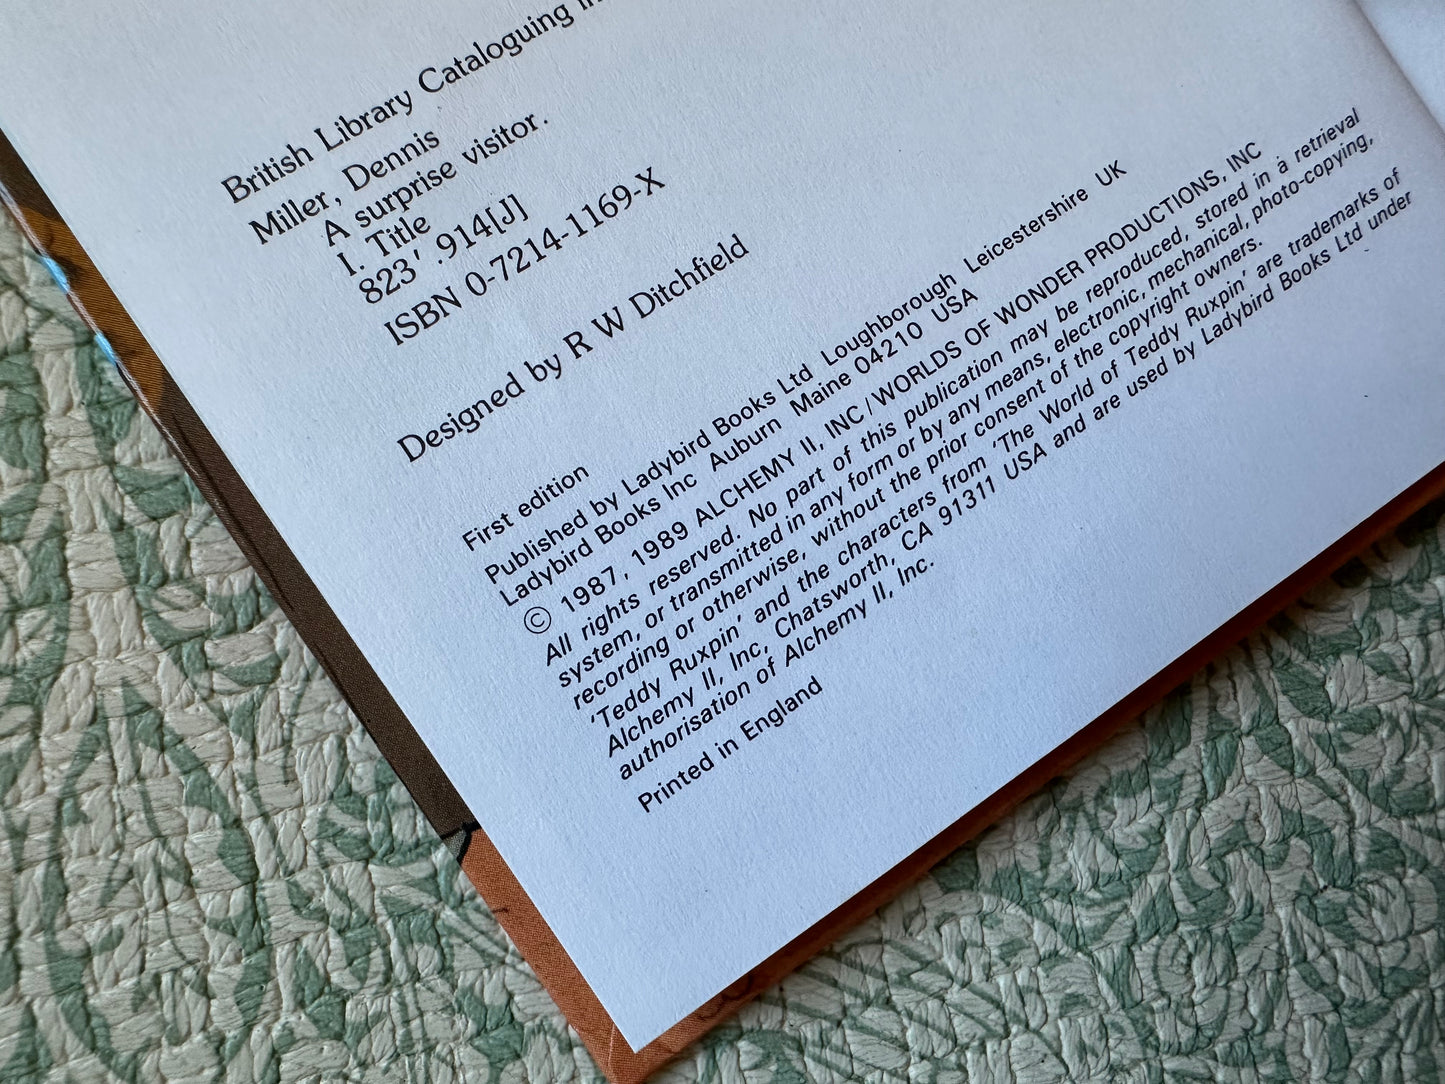 British Library Cataloguing in
Miller, Dennis
A surprise visitor.
I. Title
823'.914[J]
ISBN 0-7214-1169-X
Designed by R W Ditchfield
First edition
Published by Ladybird Books Ltd Loughborough Leicestershire UK
Ladybird Books Inc Auburn Maine 04210 USA
© 1987, 1989 ALCHEMY II, INC / WORLDS OF WONDER PRODUCTIONS, INC
All rights reserved. No part of this publication may be reproduced, stored in a retrieval
system, or transmitted in any form or by any means, electronic, mechanical, photo-copying,
recording or otherwise, without the prior consent of the copyright owners.
'Teddy Ruxpin' and the characters from 'The World of Teddy Ruxpin' are trademarks of
Alchemy II, Inc, Chatsworth, CA 91311 USA and are used by Ladybird Books Ltd under
authorisation of Alchemy II, Inc.
Printed in England